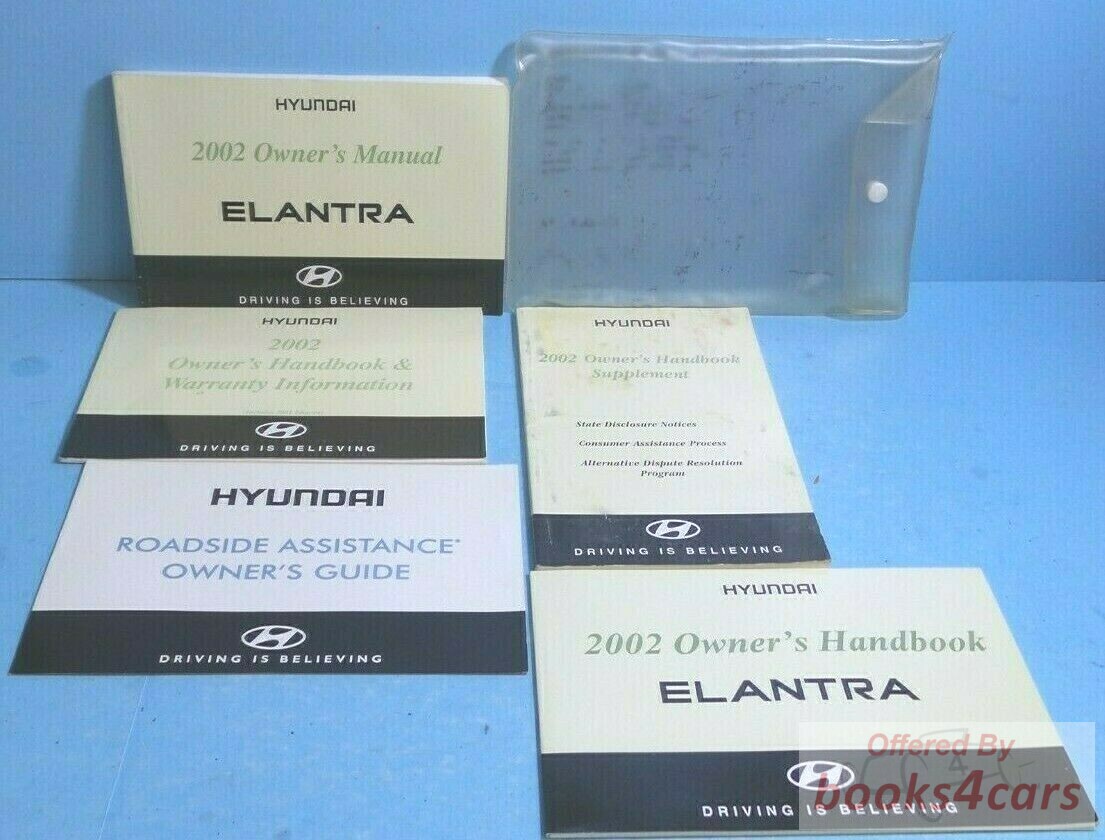 HYUNDAI
2002 Owner's Manual
ELANTRA
DRIVING IS BELIEVING
HYUNDAI
2002
Owner's Handbook &
Warranty Information
DRIVING IS BELIEVING
HYUNDAI
2002 Owner's Handbook
Supplement
State Disclosure Notices
Consumer Assistance Process
Alternative Dispute Resolution
Program
DRIVING IS BELIEVING
HYUNDAI
ROADSIDE ASSISTANCE*
OWNER'S GUIDE
DRIVING IS BELIEVING
HYUNDAI
2002 Owner's Handbook
ELANTRA
DRIVING IS BELIEVING
Offered By
books4cars